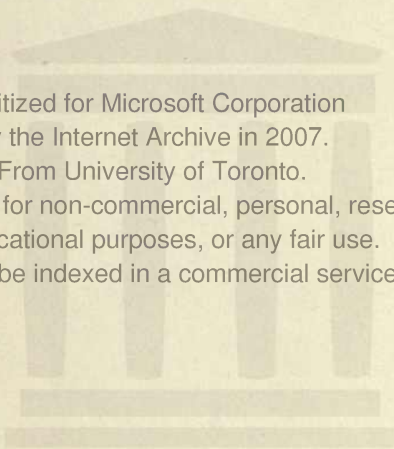 itized for Microsoft Corporation
the Internet Archive in 2007.
From University of Toronto.
for non-commercial, personal, rese
cational purposes, or any fair use.
be indexed in a commercial service